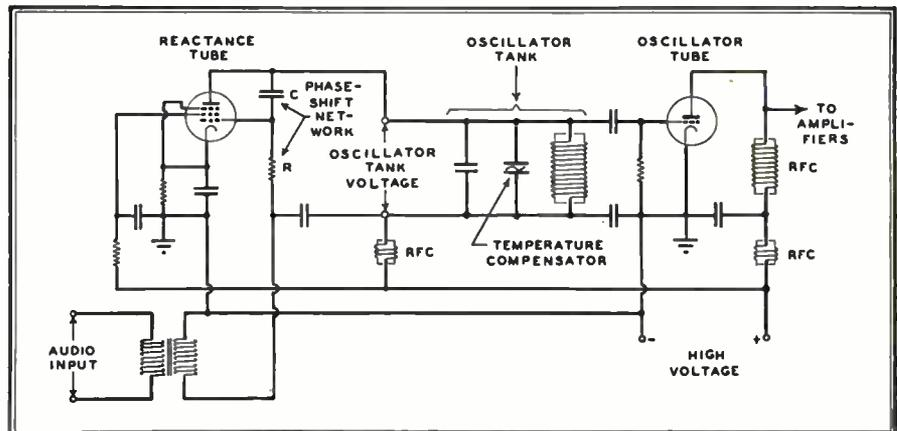 REACTANCE
TUBE
C
PHASE-
SHIFT
NET-
WORK
R
OSCILLATOR
TANK
VOLTAGE
RFC
OSCILLATOR
TANK
TEMPERATURE
COMPENSATOR
OSCILLATOR
TUBE
TO
AMPLI-
FIERS
RFC
RFC
AUDIO
INPUT
-
HIGH
VOLTAGE
+